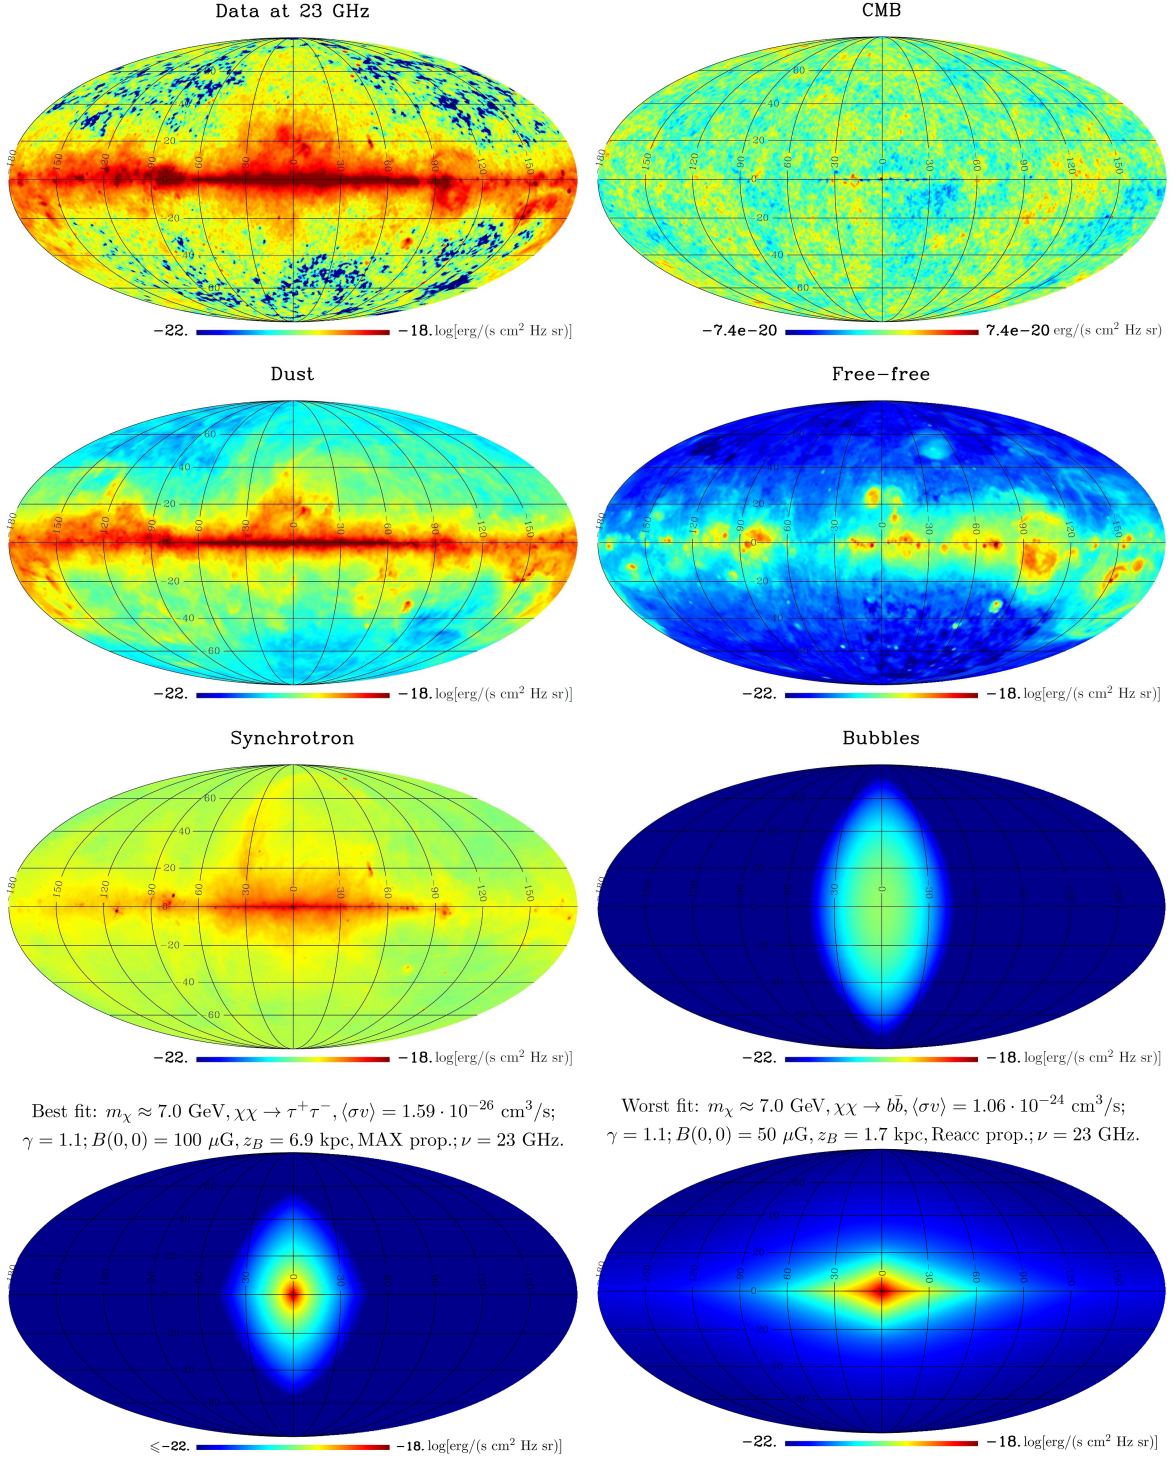 Data at 23 GHz
CMB
-22. -18. log[erg/(s cm² Hz sr)]
-7.4e-20 7.4e-20 erg/(s cm² Hz sr)
Dust
Free-free
-22. -18. log[erg/(s cm² Hz sr)]
-22. -18. log[erg/(s cm² Hz sr)]
Synchrotron
Bubbles
-22. -18. log[erg/(s cm² Hz sr)]
-22. -18. log[erg/(s cm² Hz sr)]
Best fit: mχ ≈ 7.0 GeV, χχ → τ⁺τ⁻, ⟨σv⟩ = 1.59 · 10⁻²⁶ cm³/s;
γ = 1.1; B(0,0) = 100 μG, z_B = 6.9 kpc, MAX prop.; ν = 23 GHz.
Worst fit: mχ ≈ 7.0 GeV, χχ → bb̄, ⟨σv⟩ = 1.06 · 10⁻²⁴ cm³/s;
γ = 1.1; B(0,0) = 50 μG, z_B = 1.7 kpc, Reacc prop.; ν = 23 GHz.
⩽-22. -18. log[erg/(s cm² Hz sr)]
-22. -18. log[erg/(s cm² Hz sr)]